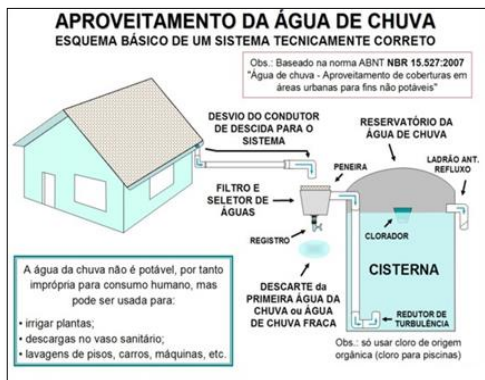 APROVEITAMENTO DA ÁGUA DE CHUVA
ESQUEMA BÁSICO DE UM SISTEMA TECNICAMENTE CORRETO
Obs.: Baseado na norma ABNT NBR 15.527:2007
"Água de chuva - Aproveitamento de coberturas em
áreas urbanas para fins não potáveis"
DESVIO DO CONDUTOR
DE DESCIDA PARA O
SISTEMA
RESERVATÓRIO DA
ÁGUA DE CHUVA
PENEIRA
LADRÃO ANT.
REFLUXO
FILTRO E
SELETOR DE
ÁGUAS
REGISTRO
CLORADOR
CISTERNA
DESCARTE da
PRIMEIRA ÁGUA DA
CHUVA ou ÁGUA
DE CHUVA FRACA
REDUTOR DE
TURBULÊNCIA
A água da chuva não é potável, por tanto
imprópria para consumo humano, mas
pode ser usada para:
• irrigar plantas;
• descargas no vaso sanitário;
• lavagens de pisos, carros, máquinas, etc.
Obs.: só usar cloro de origem
orgânica (cloro para piscinas)